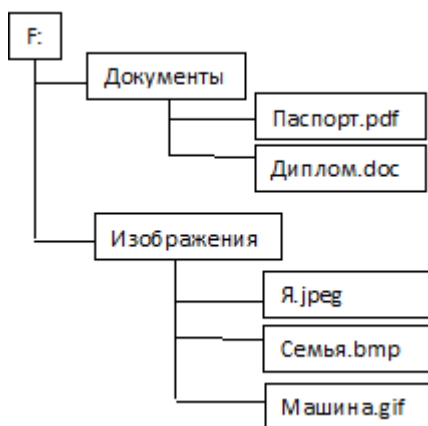 F:
Документы
Паспорт.pdf
Диплом.doc
Изображения
Я.jpeg
Семья.bmp
Машина.gif